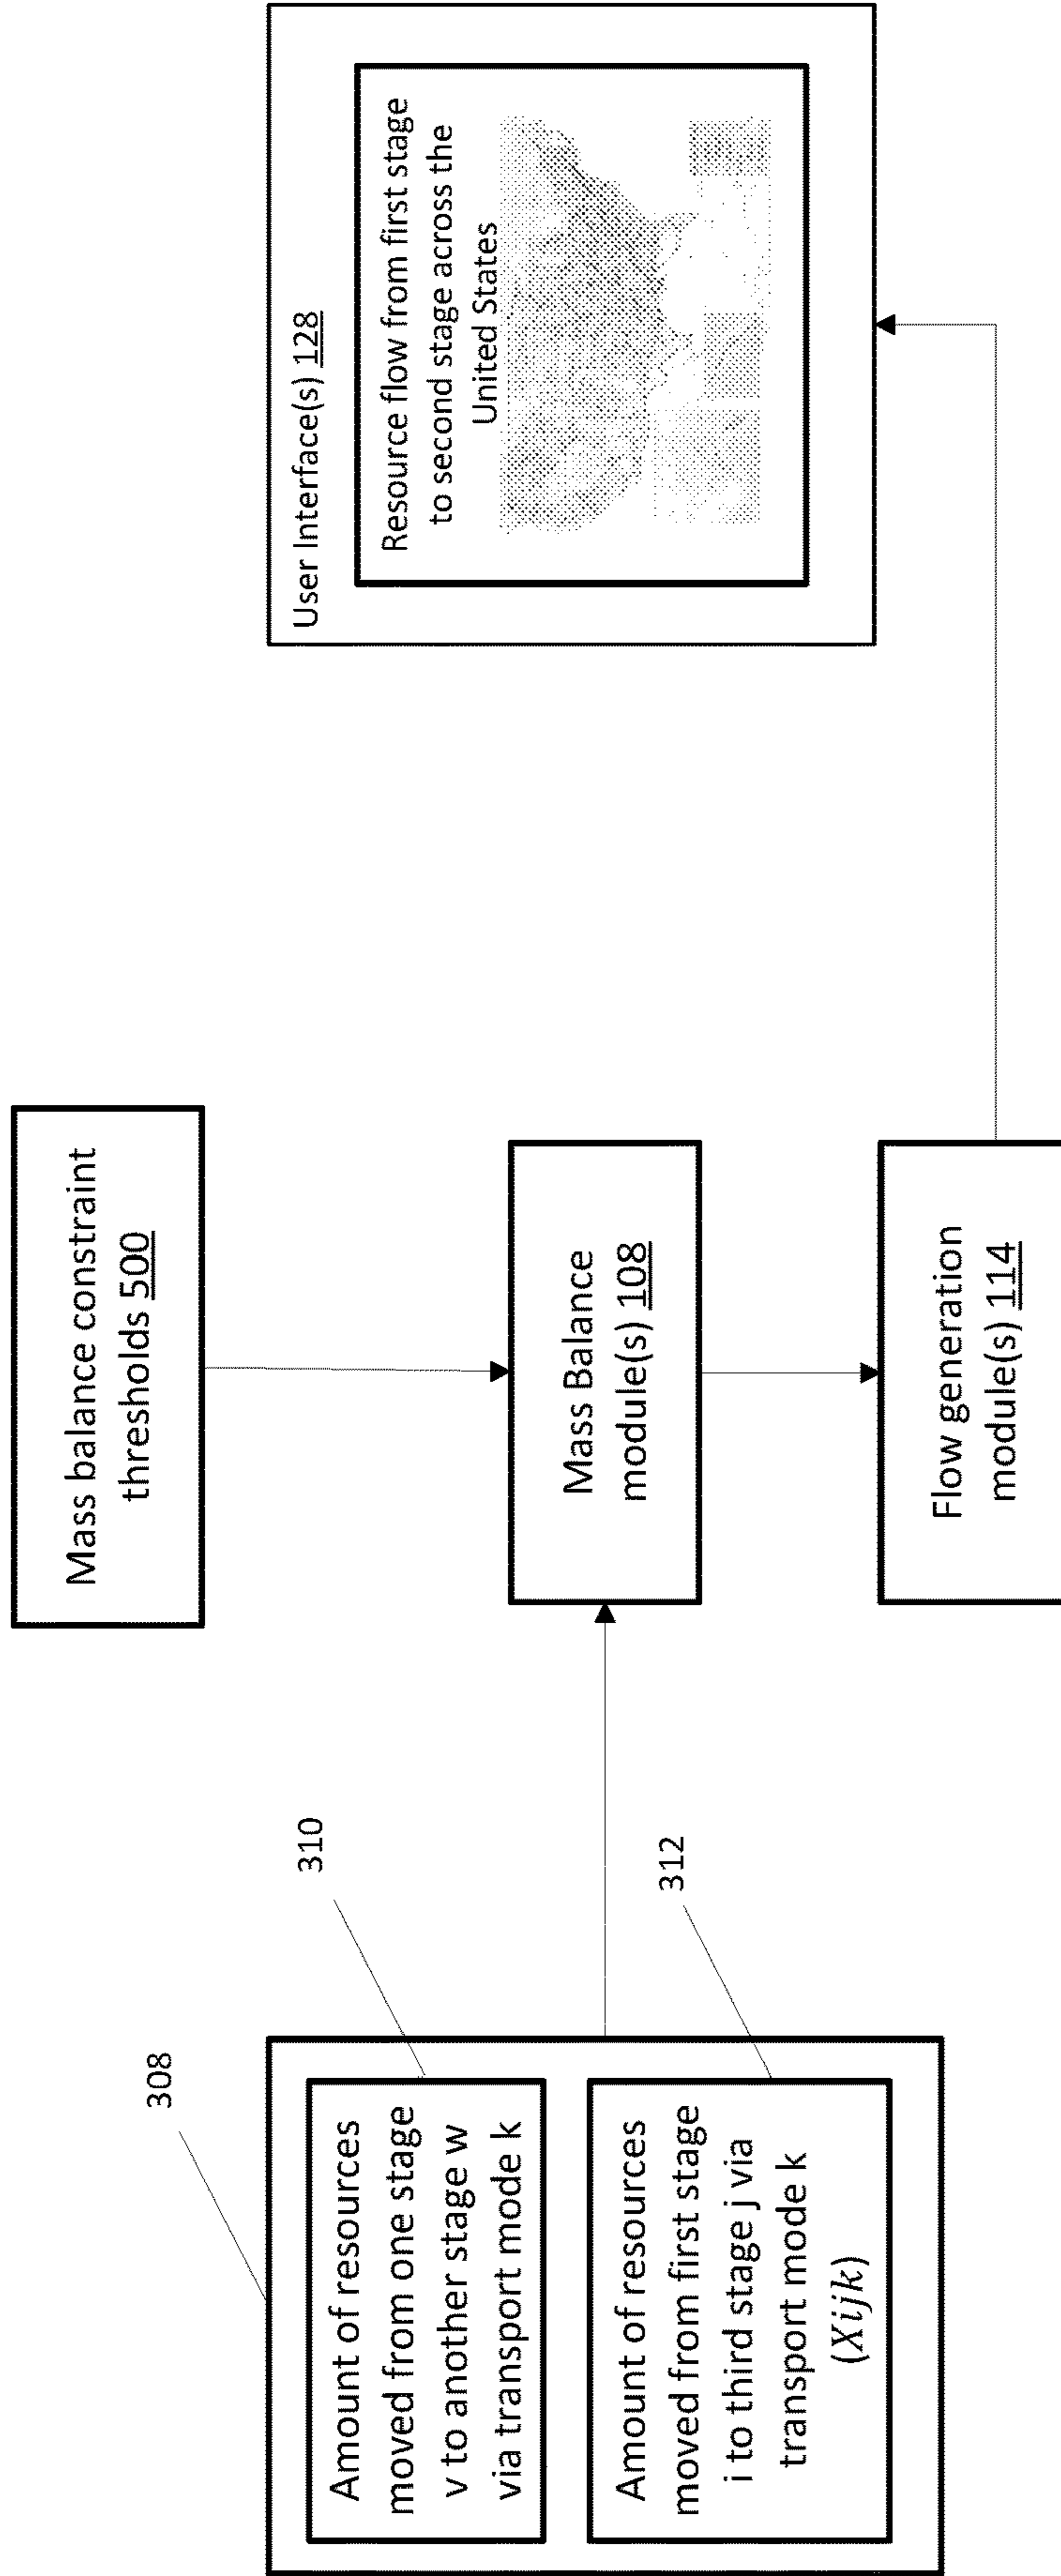 308
310
Amount of resources
moved from one stage
v to another stage w
via transport mode k
312
Amount of resources
moved from first stage
i to third stage j via
transport mode k
(Xijk)
Mass balance constraint
thresholds 500
Mass Balance
module(s) 108
Flow generation
module(s) 114
User Interface(s) 128
Resource flow from first stage
to second stage across the
United States